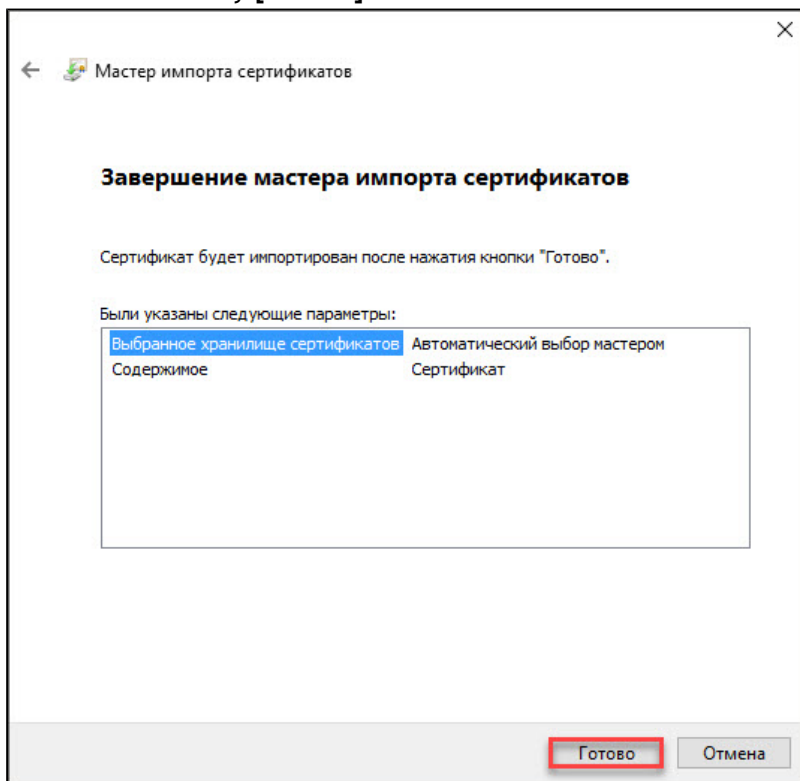 Мастер импорта сертификатов
Завершение мастера импорта сертификатов
Сертификат будет импортирован после нажатия кнопки "Готово".
Были указаны следующие параметры:
Выбранное хранилище сертификатов Автоматический выбор мастером
Содержимое Сертификат
Готово Отмена